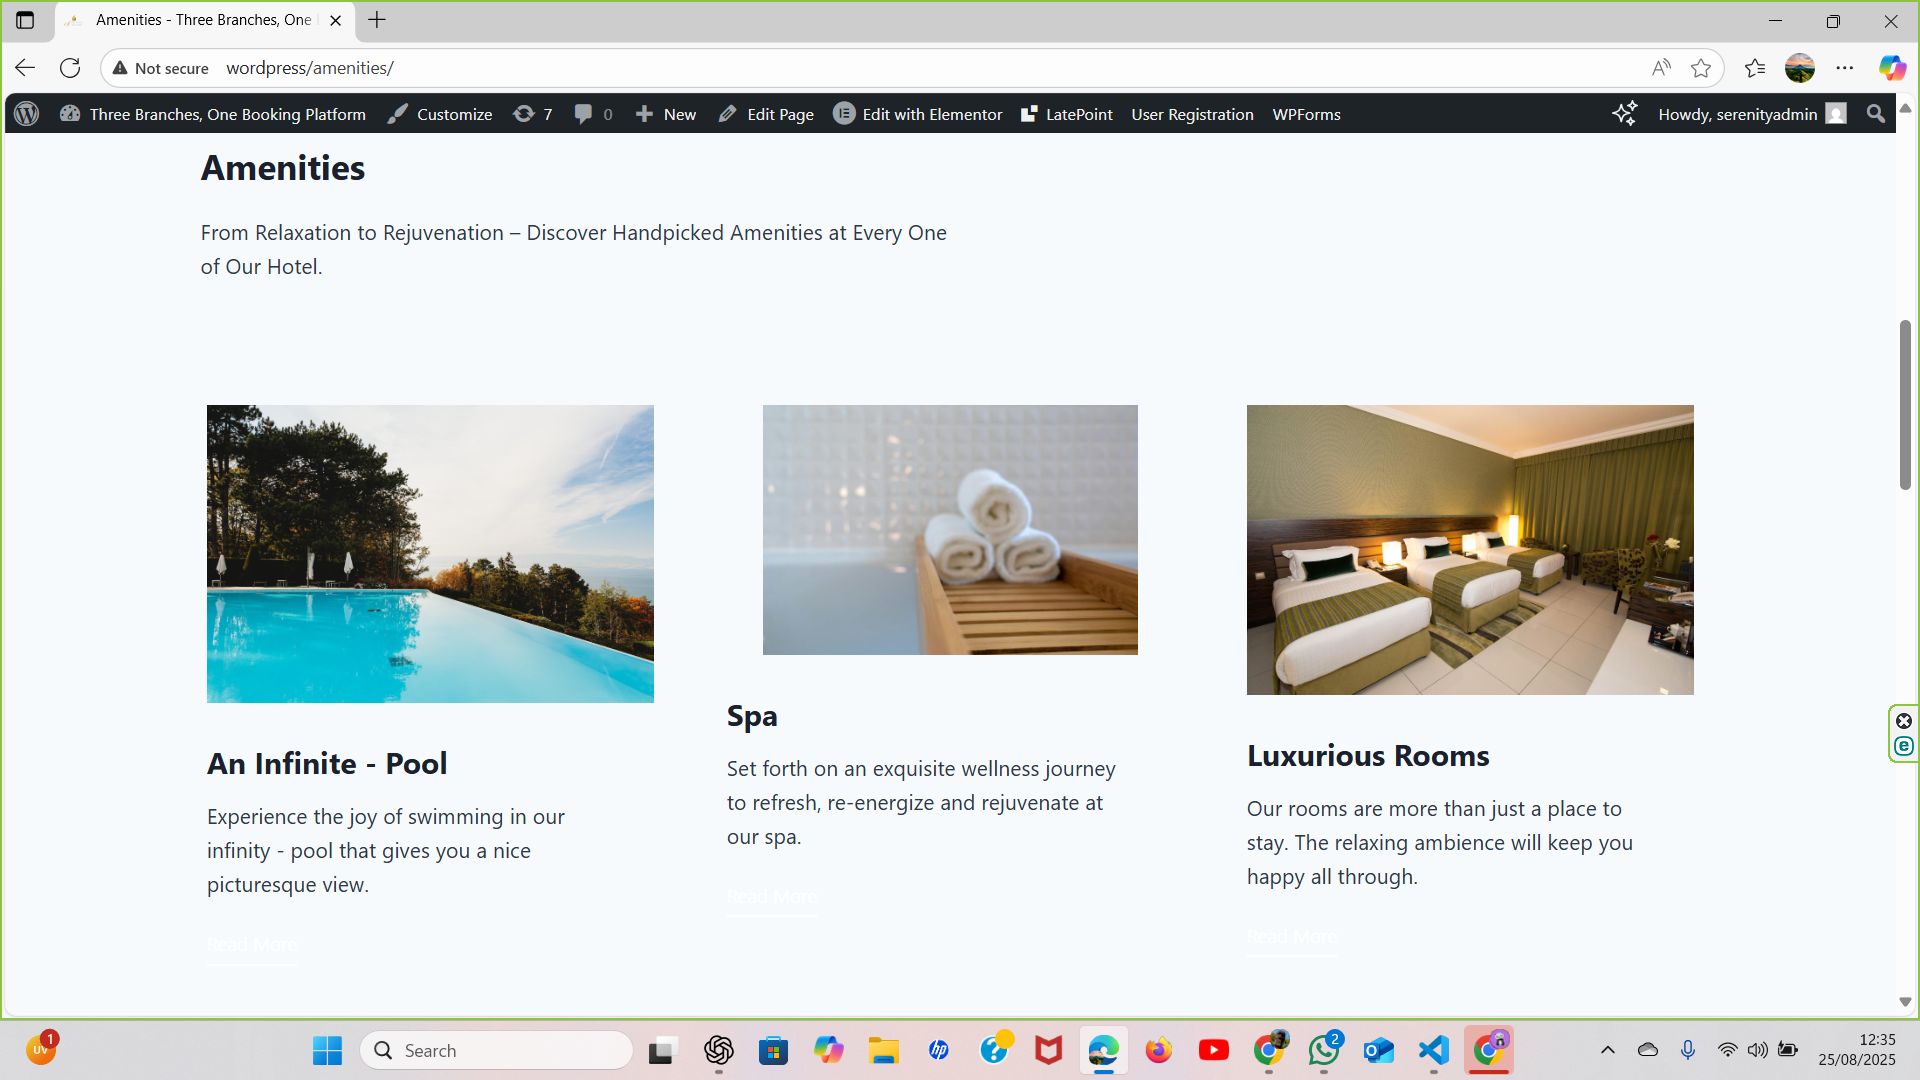 Amenities - Three Branches, One
Not secure
wordpress/amenities/
Three Branches, One Booking Platform
Customize
7
0
New
Edit Page
Edit with Elementor
LatePoint
User Registration
WPForms
Howdy, serenityadmin
Amenities
From Relaxation to Rejuvenation – Discover Handpicked Amenities at Every One
of Our Hotel.
An Infinite - Pool
Experience the joy of swimming in our
infinity - pool that gives you a nice
picturesque view.
Read More
Spa
Set forth on an exquisite wellness journey
to refresh, re-energize and rejuvenate at
our spa.
Read More
Luxurious Rooms
Our rooms are more than just a place to
stay. The relaxing ambience will keep you
happy all through.
Read More
UV
1
Search
hp
2
12:35
25/08/2025